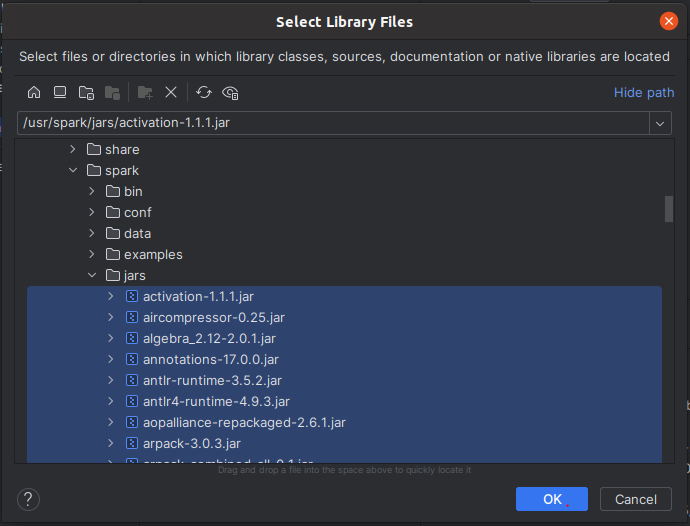 Select Library Files
Select files or directories in which library classes, sources, documentation or native libraries are located
Hide path
/usr/spark/jars/activation-1.1.1.jar
share
spark
bin
conf
data
examples
jars
activation-1.1.1.jar
aircompressor-0.25.jar
algebra_2.12-2.0.1.jar
annotations-17.0.0.jar
antlr-runtime-3.5.2.jar
antlr4-runtime-4.9.3.jar
aopalliance-repackaged-2.6.1.jar
arpack-3.0.3.jar
arpack_combined_all-0.1.jar
Drag and drop a file into the space above to quickly locate it
?
OK
Cancel